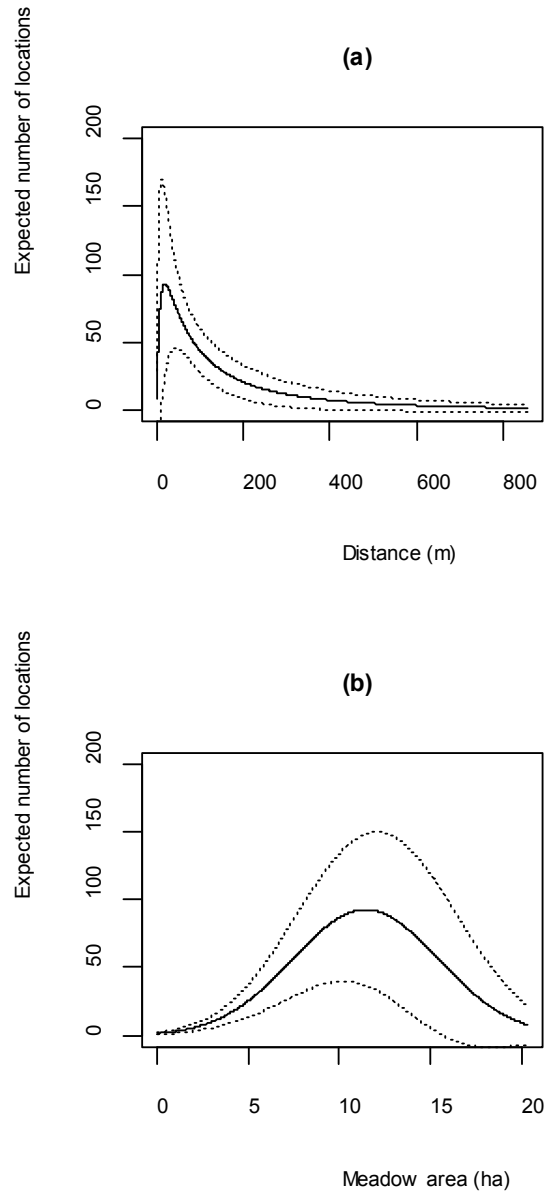 (a)
Expected number of locations
200
150
100
50
0
0 200 400 600 800
Distance (m)
(b)
Expected number of locations
200
150
100
50
0
0 5 10 15 20
Meadow area (ha)